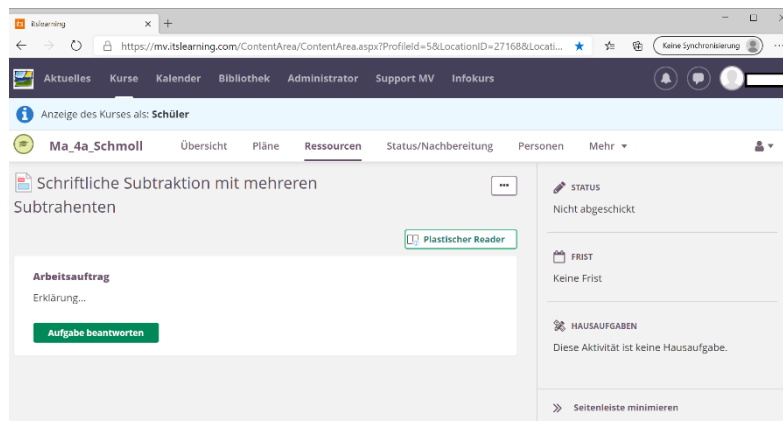 its itslearning
https://mv.itslearning.com/ContentArea/ContentArea.aspx?ProfileId=5&LocationID=27168&Locati...
Keine Synchronisierung
Aktuelles Kurse Kalender Bibliothek Administrator Support MV Infokurs
Anzeige des Kurses als: Schüler
Ma_4a_Schmoll Übersicht Pläne Ressourcen Status/Nachbereitung Personen Mehr
Schriftliche Subtraktion mit mehreren
Subtrahenten
Plastischer Reader
Arbeitsauftrag
Erklärung...
Aufgabe beantworten
STATUS
Nicht abgeschickt
FRIST
Keine Frist
HAUSAUFGABEN
Diese Aktivität ist keine Hausaufgabe.
Seitenleiste minimieren